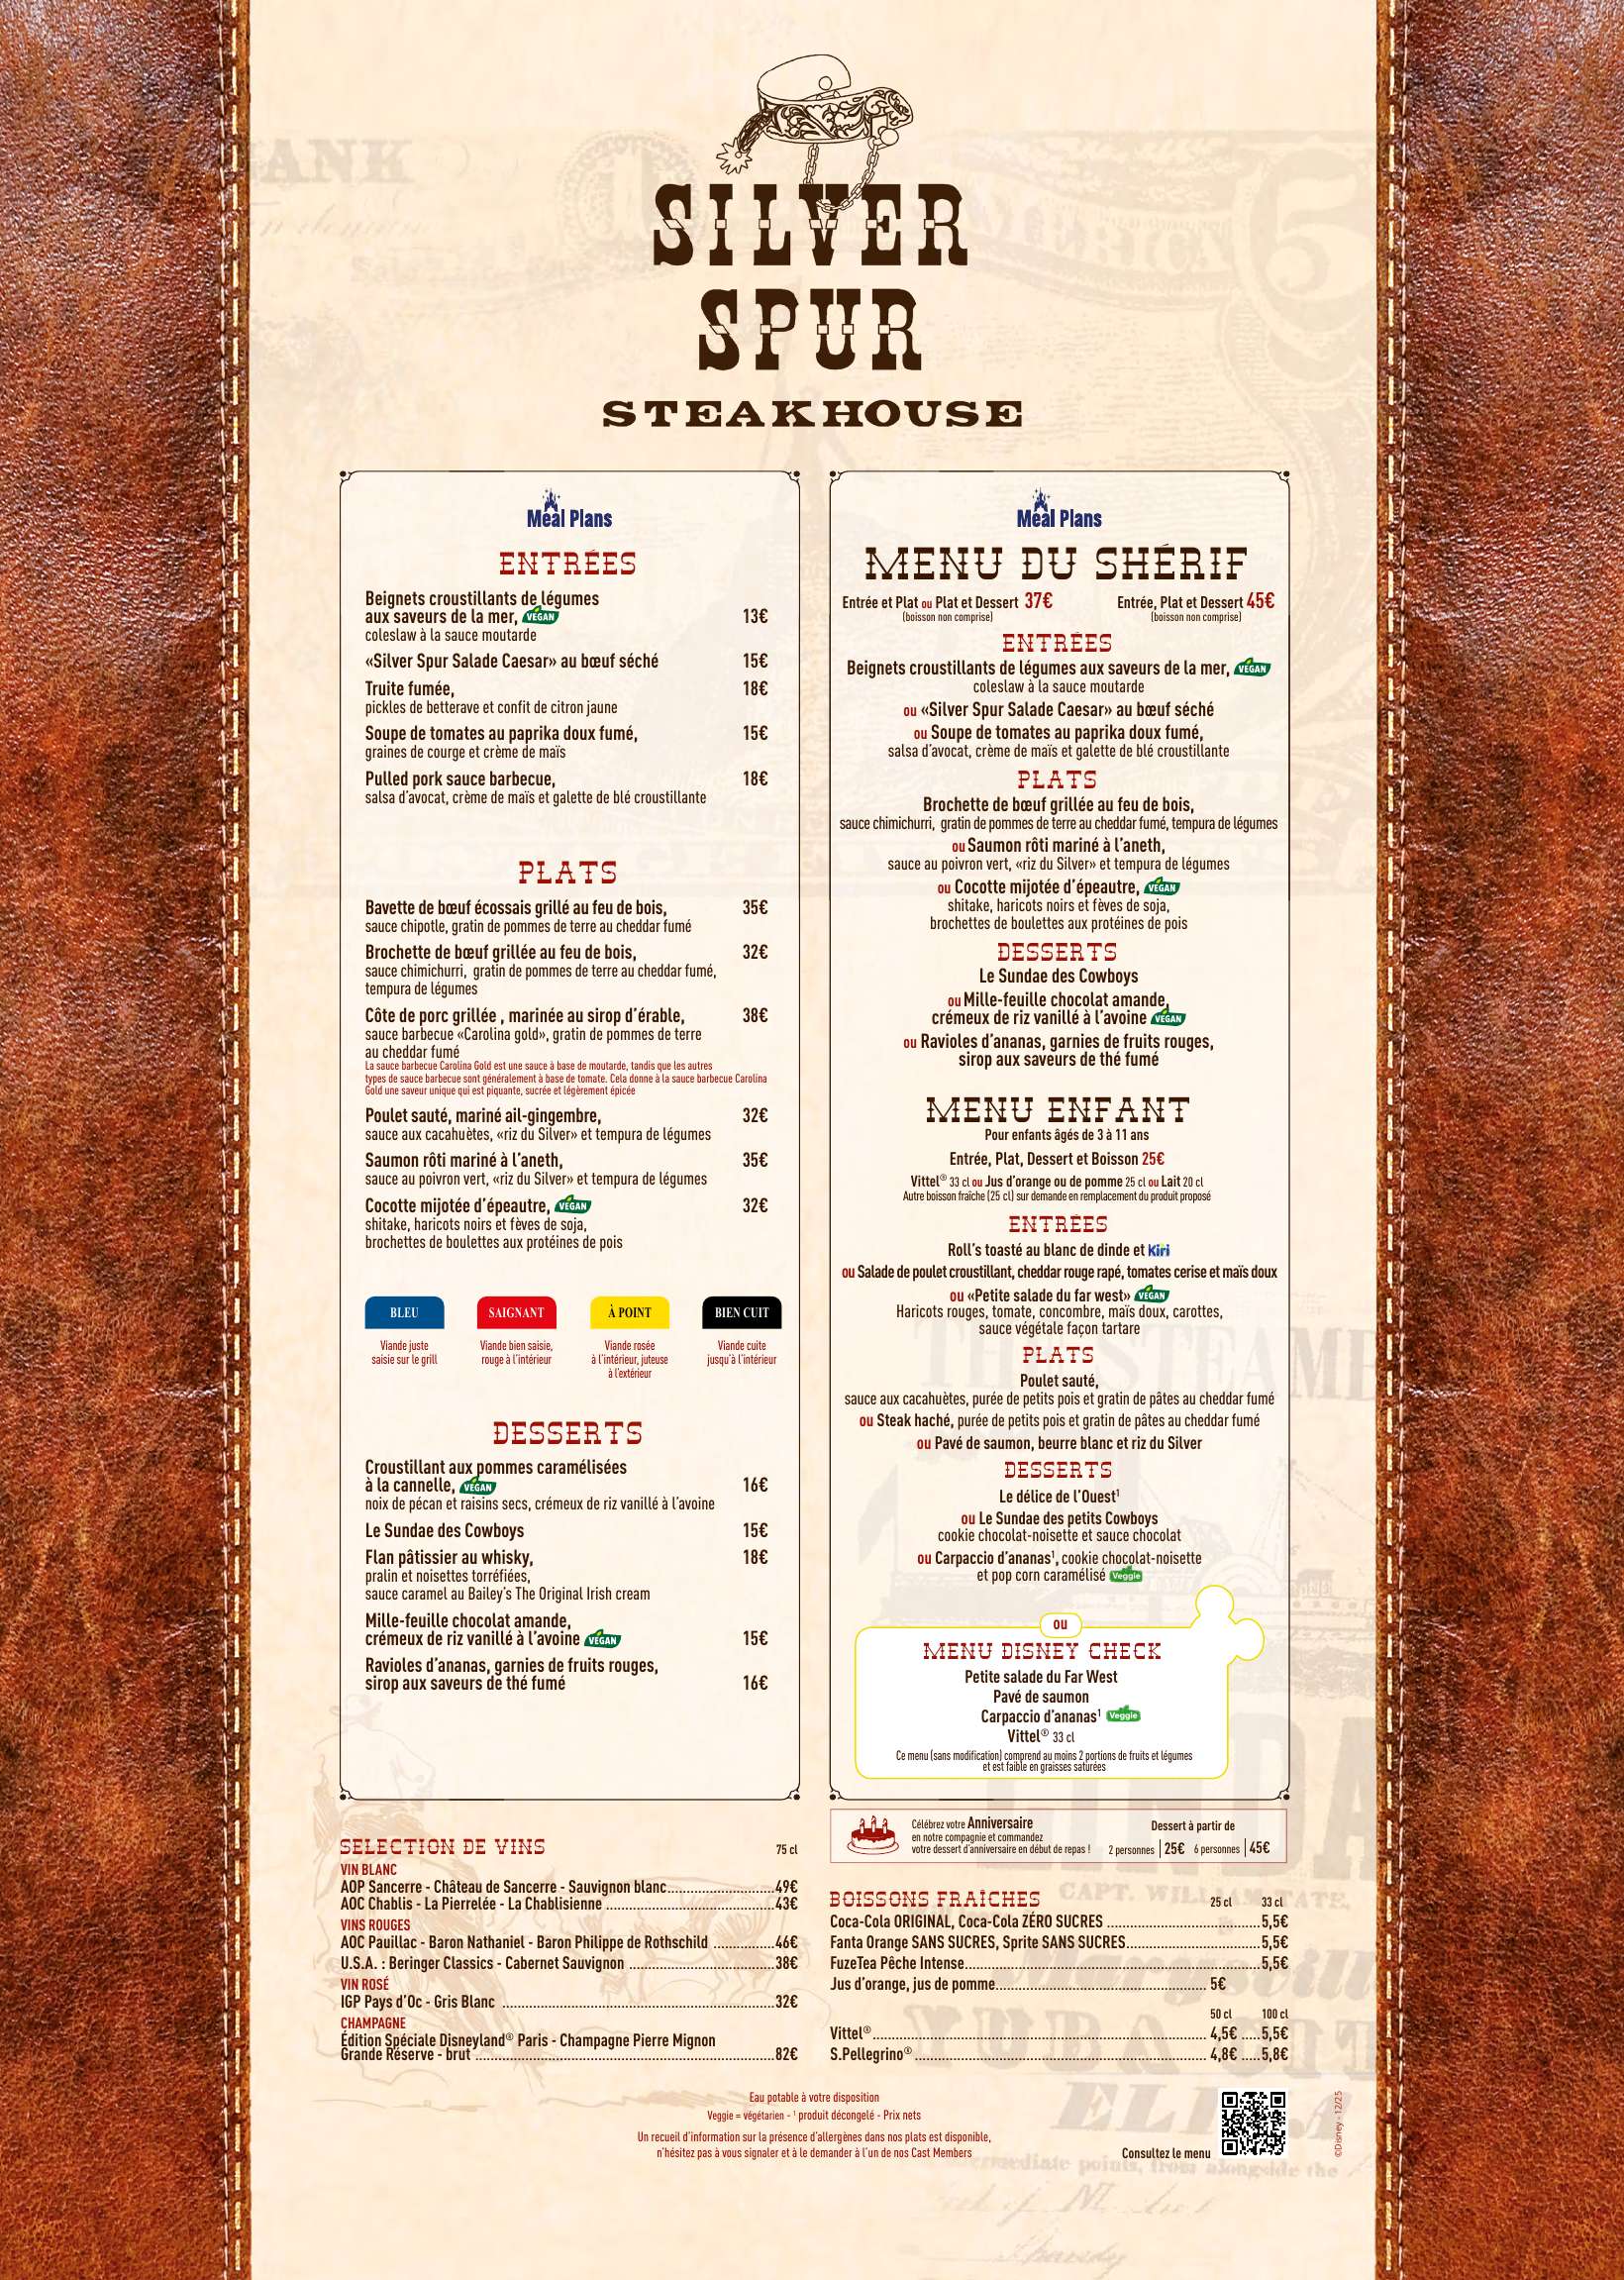 SILVER
SPUR
STEAKHOUSE
Meal Plans
ENTRÉES
Beignets croustillants de légumes
aux saveurs de la mer, VEGAN 13€
coleslaw à la sauce moutarde
«Silver Spur Salade Caesar» au bœuf séché 15€
Truite fumée, 18€
pickles de betterave et confit de citron jaune
Soupe de tomates au paprika doux fumé, 15€
graines de courge et crème de maïs
Pulled pork sauce barbecue, 18€
salsa d'avocat, crème de maïs et galette de blé croustillante
PLATS
Bavette de bœuf écossais grillé au feu de bois, 35€
sauce chipotle, gratin de pommes de terre au cheddar fumé
Brochette de bœuf grillée au feu de bois, 32€
sauce chimichurri, gratin de pommes de terre au cheddar fumé,
tempura de légumes
Côte de porc grillée , marinée au sirop d'érable, 38€
sauce barbecue «Carolina gold», gratin de pommes de terre
au cheddar fumé
La sauce barbecue Carolina Gold est une sauce à base de moutarde, tandis que les autres
types de sauce barbecue sont généralement à base de tomate. Cela donne à la sauce barbecue Carolina
Gold une saveur unique qui est piquante, sucrée et légèrement épicée
Poulet sauté, mariné ail-gingembre, 32€
sauce aux cacahuètes, «riz du Silver» et tempura de légumes
Saumon rôti mariné à l'aneth, 35€
sauce au poivron vert, «riz du Silver» et tempura de légumes
Cocotte mijotée d'épeautre, VEGAN 32€
shitake, haricots noirs et fèves de soja,
brochettes de boulettes aux protéines de pois
BLEU SAIGNANT À POINT BIEN CUIT
Viande juste Viande bien saisie, Viande rosée Viande cuite
saisie sur le grill rouge à l'intérieur à l'intérieur, juteuse jusqu'à l'intérieur
à l'extérieur
DESSERTS
Croustillant aux pommes caramélisées
à la cannelle, VEGAN 16€
noix de pécan et raisins secs, crémeux de riz vanillé à l'avoine
Le Sundae des Cowboys 15€
Flan pâtissier au whisky, 18€
pralin et noisettes torréfiées,
sauce caramel au Bailey's The Original Irish cream
Mille-feuille chocolat amande,
crémeux de riz vanillé à l'avoine VEGAN 15€
Ravioles d'ananas, garnies de fruits rouges,
sirop aux saveurs de thé fumé 16€
Meal Plans
MENU DU SHÉRIF
Entrée et Plat ou Plat et Dessert 37€ Entrée, Plat et Dessert 45€
(boisson non comprise) (boisson non comprise)
ENTRÉES
Beignets croustillants de légumes aux saveurs de la mer, VEGAN
coleslaw à la sauce moutarde
ou «Silver Spur Salade Caesar» au bœuf séché
ou Soupe de tomates au paprika doux fumé,
salsa d'avocat, crème de maïs et galette de blé croustillante
PLATS
Brochette de bœuf grillée au feu de bois,
sauce chimichurri, gratin de pommes de terre au cheddar fumé, tempura de légumes
ou Saumon rôti mariné à l'aneth,
sauce au poivron vert, «riz du Silver» et tempura de légumes
ou Cocotte mijotée d'épeautre, VEGAN
shitake, haricots noirs et fèves de soja,
brochettes de boulettes aux protéines de pois
DESSERTS
Le Sundae des Cowboys
ou Mille-feuille chocolat amande,
crémeux de riz vanillé à l'avoine VEGAN
ou Ravioles d'ananas, garnies de fruits rouges,
sirop aux saveurs de thé fumé
MENU ENFANT
Pour enfants âgés de 3 à 11 ans
Entrée, Plat, Dessert et Boisson 25€
Vittel® 33 cl ou Jus d'orange ou de pomme 25 cl ou Lait 20 cl
Autre boisson fraîche (25 cl) sur demande en remplacement du produit proposé
ENTRÉES
Roll's toasté au blanc de dinde et Kiri
ou Salade de poulet croustillant, cheddar rouge rapé, tomates cerise et maïs doux
ou «Petite salade du far west» VEGAN
Haricots rouges, tomate, concombre, maïs doux, carottes,
sauce végétale façon tartare
PLATS
Poulet sauté,
sauce aux cacahuètes, purée de petits pois et gratin de pâtes au cheddar fumé
ou Steak haché, purée de petits pois et gratin de pâtes au cheddar fumé
ou Pavé de saumon, beurre blanc et riz du Silver
DESSERTS
Le délice de l'Ouest¹
ou Le Sundae des petits Cowboys
cookie chocolat-noisette et sauce chocolat
ou Carpaccio d'ananas¹, cookie chocolat-noisette
et pop corn caramélisé Veggie
ou
MENU DISNEY CHECK
Petite salade du Far West
Pavé de saumon
Carpaccio d'ananas¹ Veggie
Vittel® 33 cl
Ce menu (sans modification) comprend au moins 2 portions de fruits et légumes
et est faible en graisses saturées
Célébrez votre Anniversaire Dessert à partir de
en notre compagnie et commandez
votre dessert d'anniversaire en début de repas ! 2 personnes 25€ 6 personnes 45€
SELECTION DE VINS 75 cl
VIN BLANC
AOP Sancerre - Château de Sancerre - Sauvignon blanc..........49€
AOC Chablis - La Pierrelée - La Chablisienne ..........43€
VINS ROUGES
AOC Pauillac - Baron Nathaniel - Baron Philippe de Rothschild ..........46€
U.S.A. : Beringer Classics - Cabernet Sauvignon ..........38€
VIN ROSÉ
IGP Pays d'Oc - Gris Blanc ..........32€
CHAMPAGNE
Édition Spéciale Disneyland® Paris - Champagne Pierre Mignon
Grande Réserve - brut ..........82€
BOISSONS FRAÎCHES 25 cl 33 cl
Coca-Cola ORIGINAL, Coca-Cola ZÉRO SUCRES ..........5,5€
Fanta Orange SANS SUCRES, Sprite SANS SUCRES..........5,5€
FuzeTea Pêche Intense..........5,5€
Jus d'orange, jus de pomme.......... 5€
50 cl 100 cl
Vittel®.......... 4,5€ .....5,5€
S.Pellegrino®.......... 4,8€ .....5,8€
Eau potable à votre disposition
Veggie = végétarien - ¹ produit décongelé - Prix nets
Un recueil d'information sur la présence d'allergènes dans nos plats est disponible,
n'hésitez pas à vous signaler et à le demander à l'un de nos Cast Members
Consultez le menu
©Disney - 12/25